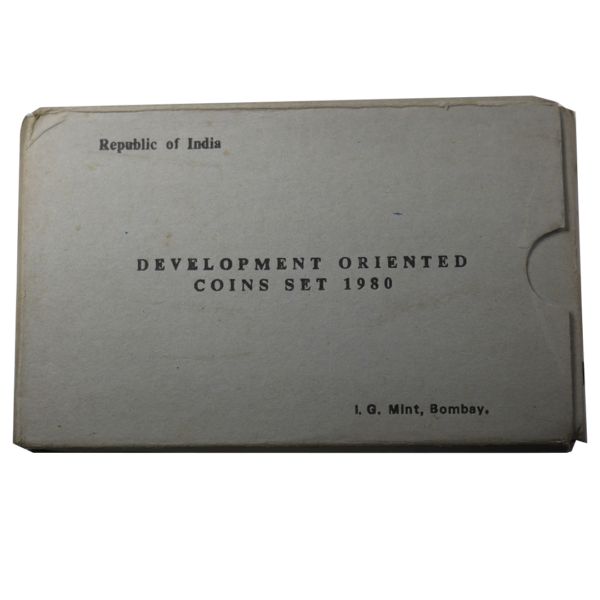 Republic of India
DEVELOPMENT ORIENTED
COINS SET 1980
I. G. Mint, Bombay.